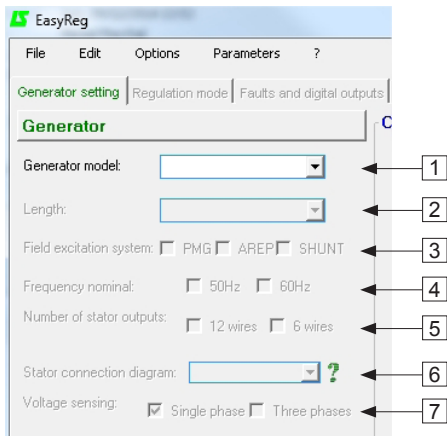 LS EasyReg
File Edit Options Parameters ?
Generator setting Regulation mode Faults and digital outputs
Generator
Generator model: 1
Length: 2
Field excitation system: PMG AREP SHUNT 3
Frequency nominal: 50Hz 60Hz 4
Number of stator outputs: 12 wires 6 wires 5
Stator connection diagram: ? 6
Voltage sensing: Single phase Three phases 7